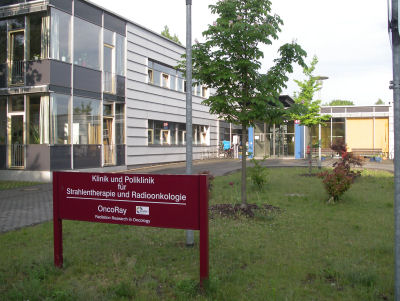 Klinik und Poliklinik
für
Strahlentherapie und Radioonkologie
OncoRay
Radiation Research in Oncology